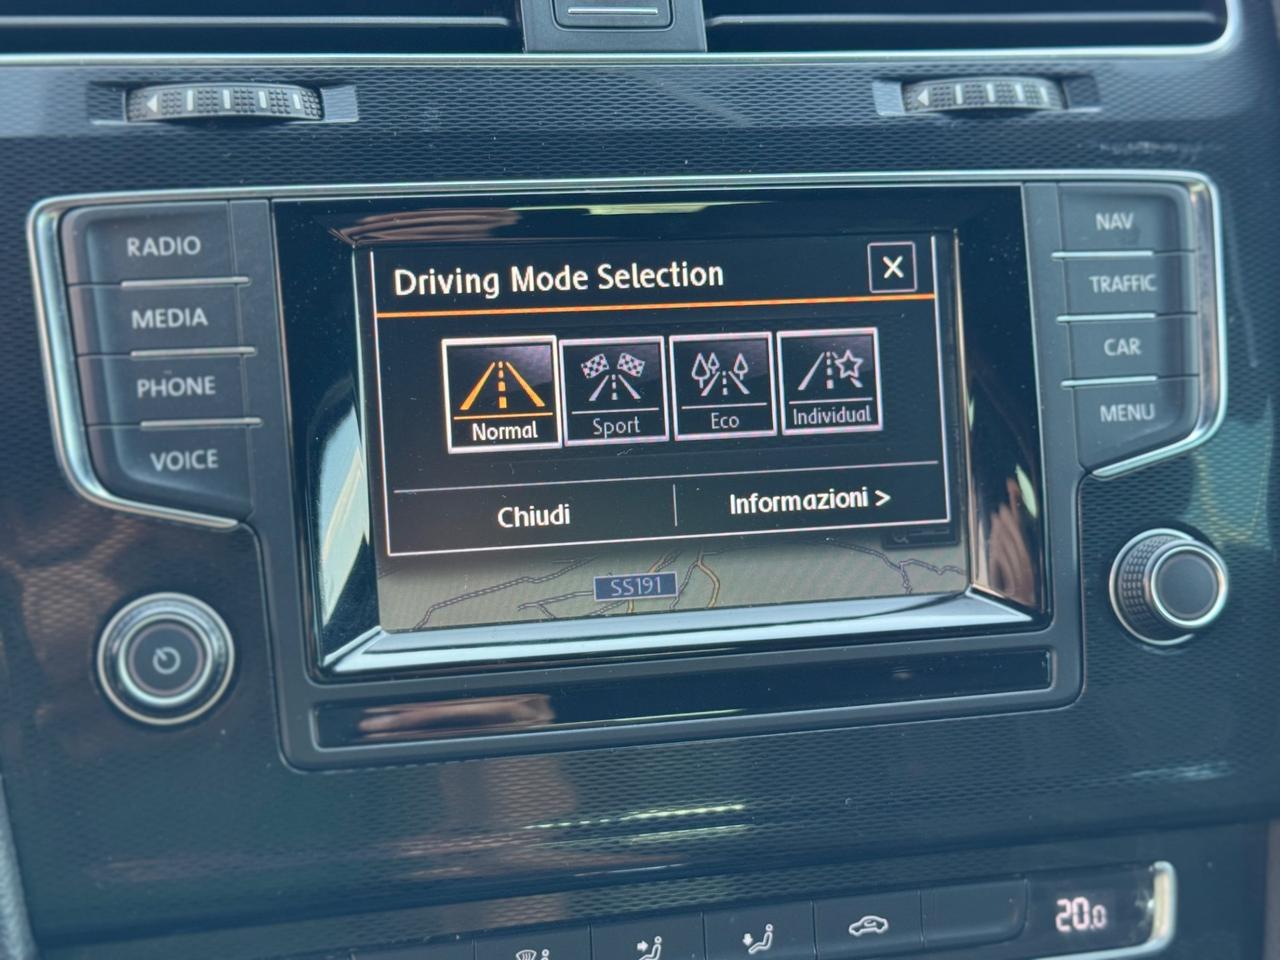 RADIO
MEDIA
PHONE
VOICE
Driving Mode Selection
X
Normal
Sport
Eco
Individual
Chiudi
Informazioni >
SS191
NAV
TRAFFIC
CAR
MENU
20.0